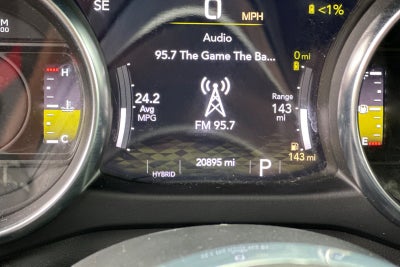 SE
0 MPH
<1%
M
00
Audio
95.7 The Game The Ba...
0 mi
H
24.2
Avg
MPG
Range
143
mi
FM 95.7
C
E
20895 mi
P
143 mi
HYBRID